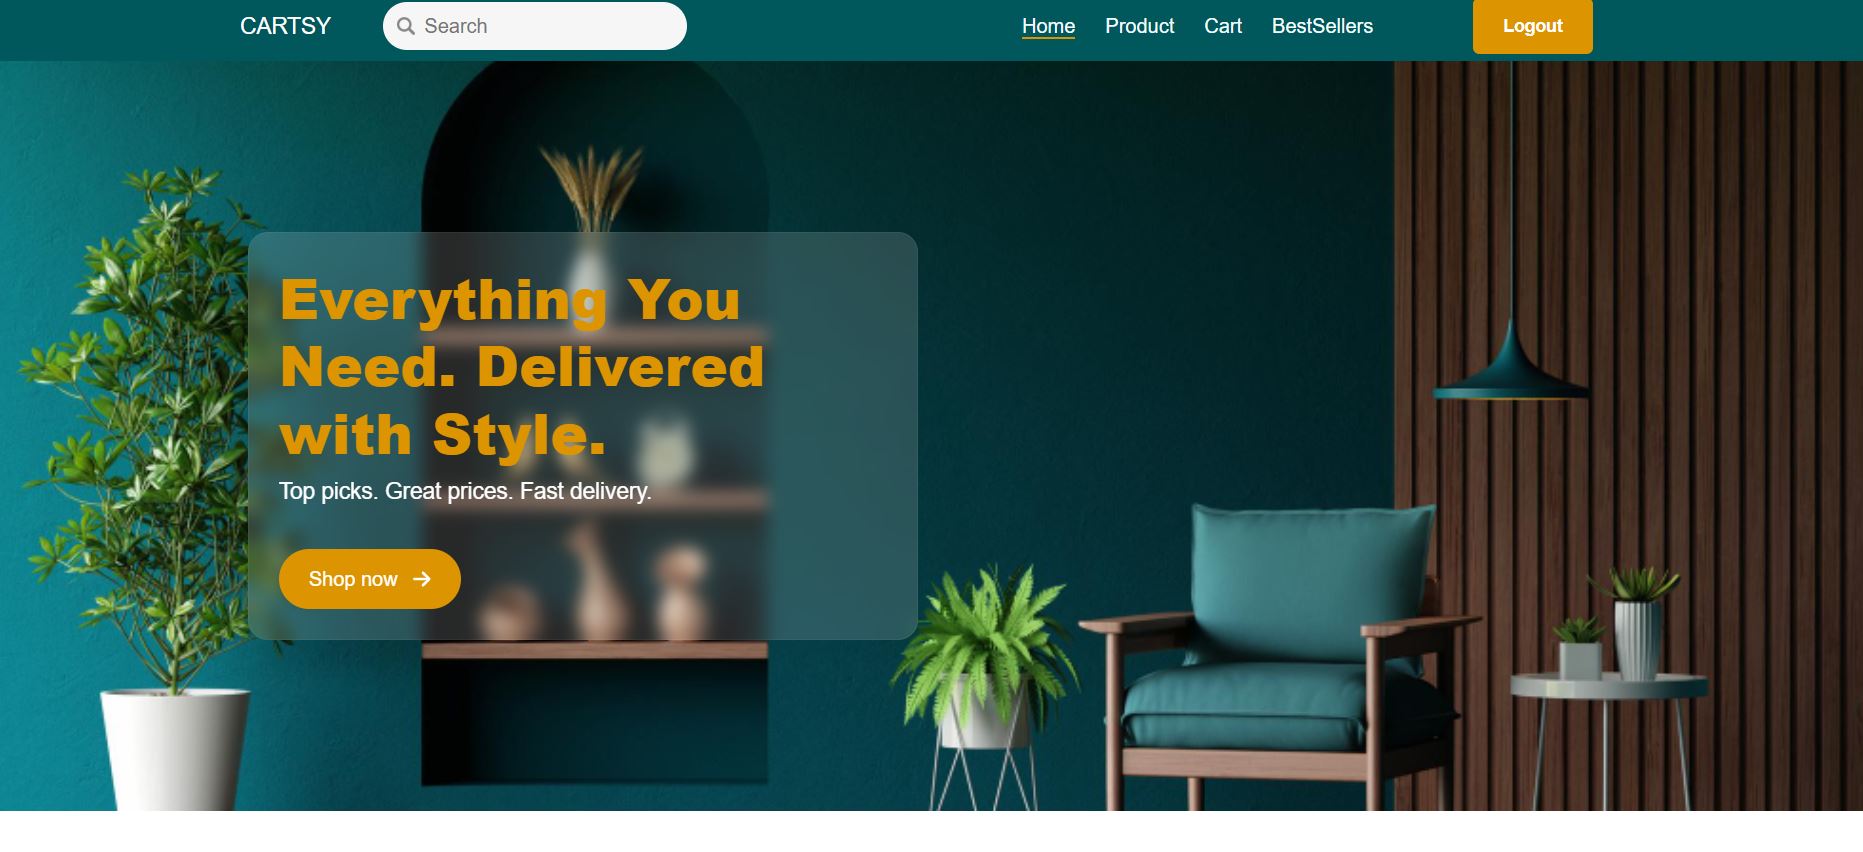 CARTSY
Search
Home
Product
Cart
BestSellers
Logout
Everything You
Need. Delivered
with Style.
Top picks. Great prices. Fast delivery.
Shop now